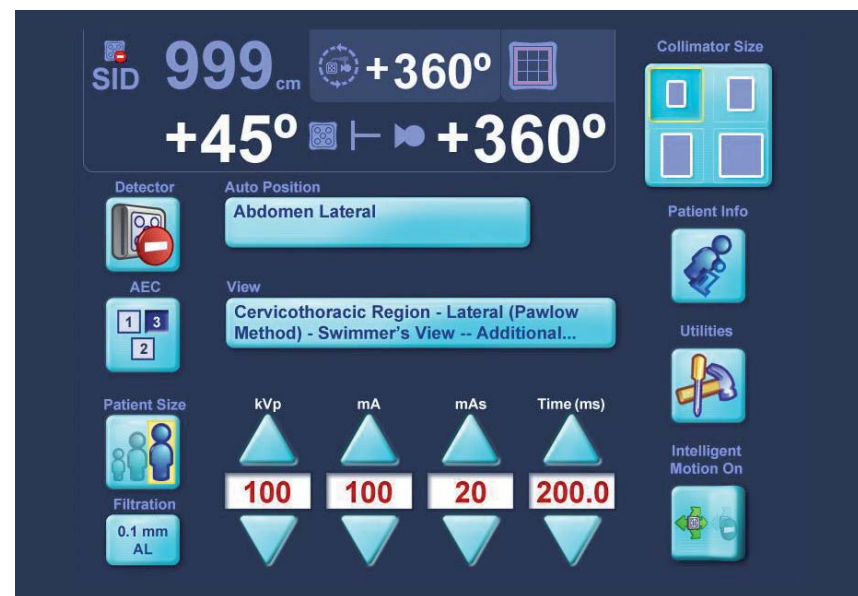 SID 999 cm +360º
+45º +360º
Collimator Size
Detector
Auto Position
Abdomen Lateral
Patient Info
AEC
1 3
2
View
Cervicothoracic Region - Lateral (Pawlow
Method) - Swimmer's View -- Additional...
Utilities
Patient Size
kVp mA mAs Time (ms)
100 100 20 200.0
Intelligent
Motion On
Filtration
0.1 mm
AL